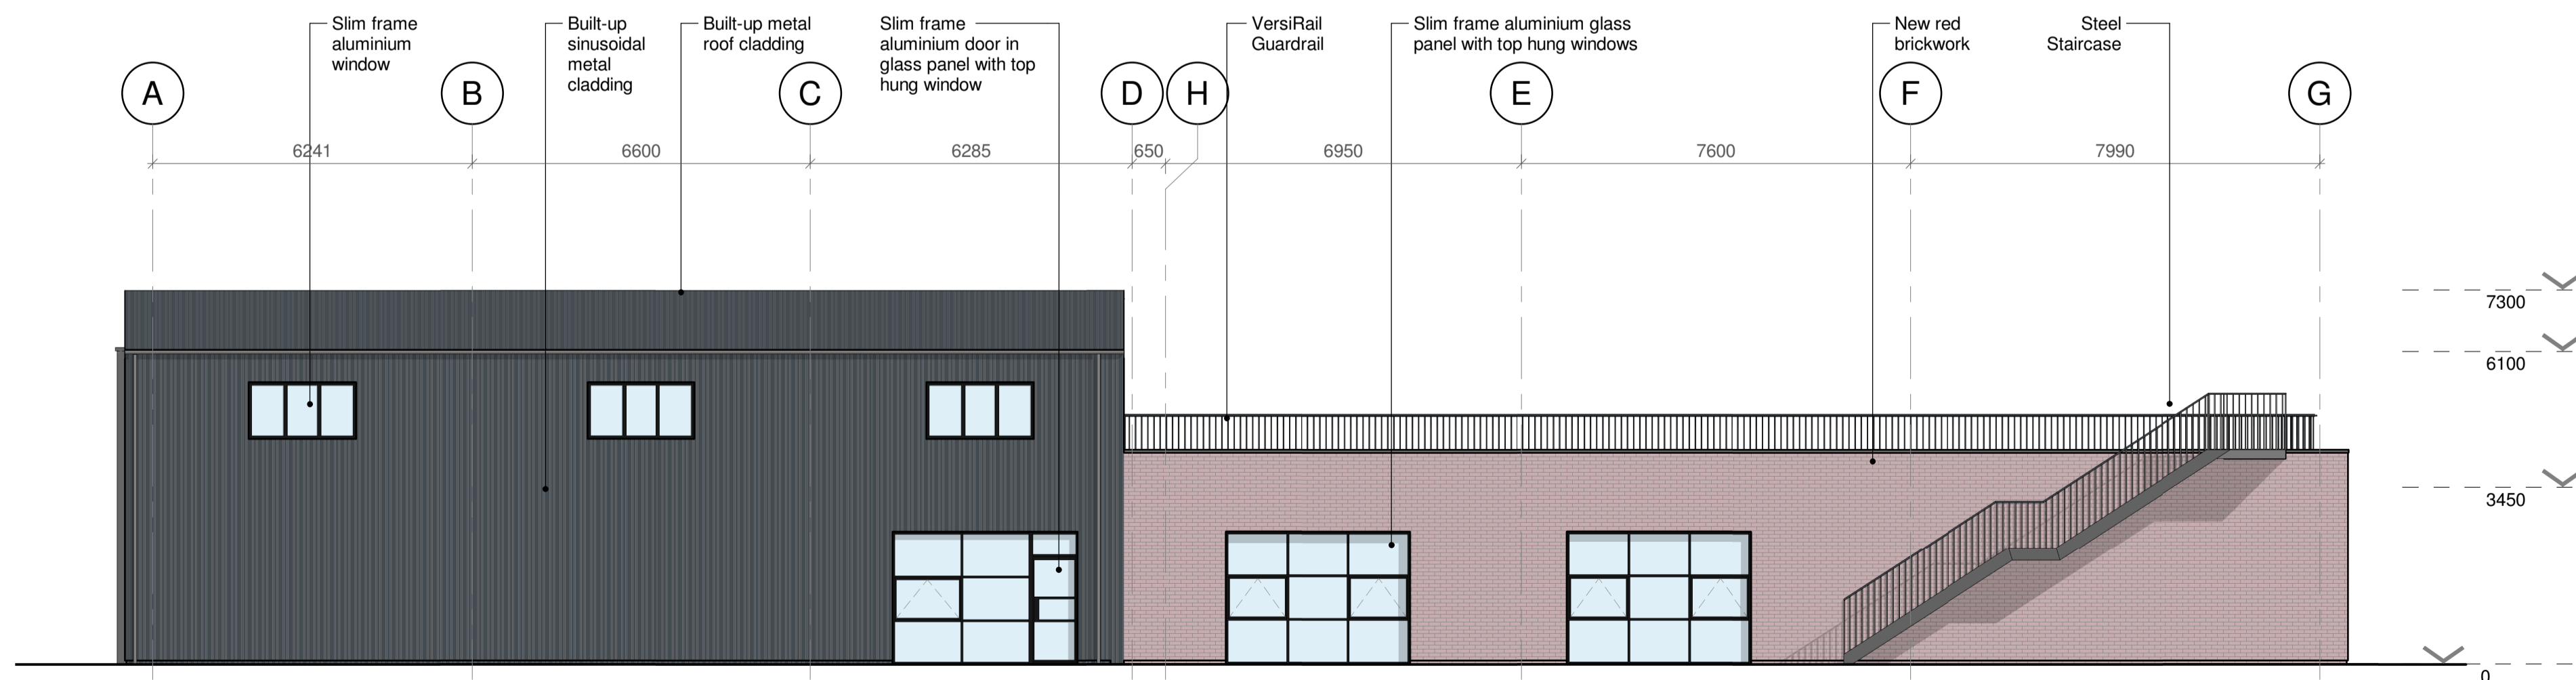 Slim frame
aluminium
window
Built-up
sinusoidal
metal
cladding
Built-up metal
roof cladding
Slim frame
aluminium door in
glass panel with top
hung window
VersiRail
Guardrail
Slim frame aluminium glass
panel with top hung windows
New red
brickwork
Steel
Staircase
A
B
C
D
H
E
F
G
6241
6600
6285
650
6950
7600
7990
7300
6100
3450
0